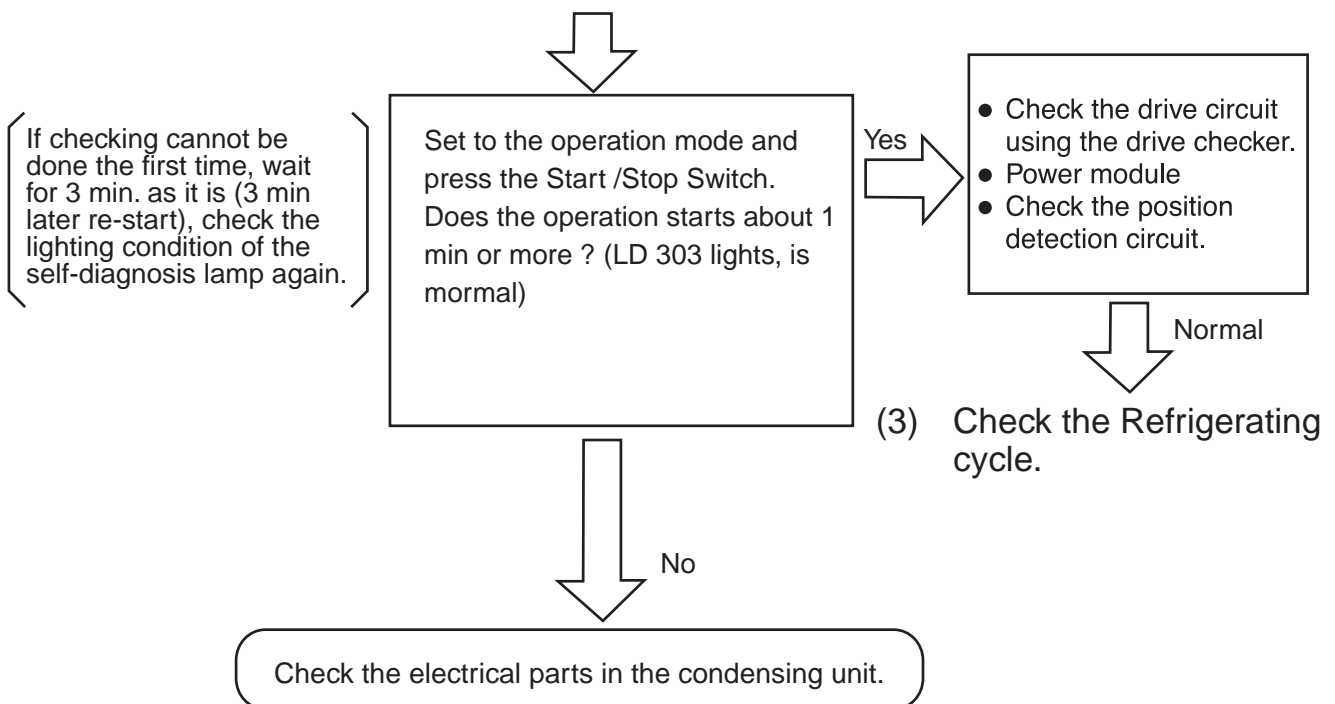 If checking cannot be
done the first time, wait
for 3 min. as it is (3 min
later re-start), check the
lighting condition of the
self-diagnosis lamp again.
Set to the operation mode and
press the Start /Stop Switch.
Does the operation starts about 1
min or more ? (LD 303 lights, is
mormal)
Yes
● Check the drive circuit
using the drive checker.
● Power module
● Check the position
detection circuit.
Normal
(3) Check the Refrigerating
cycle.
No
Check the electrical parts in the condensing unit.